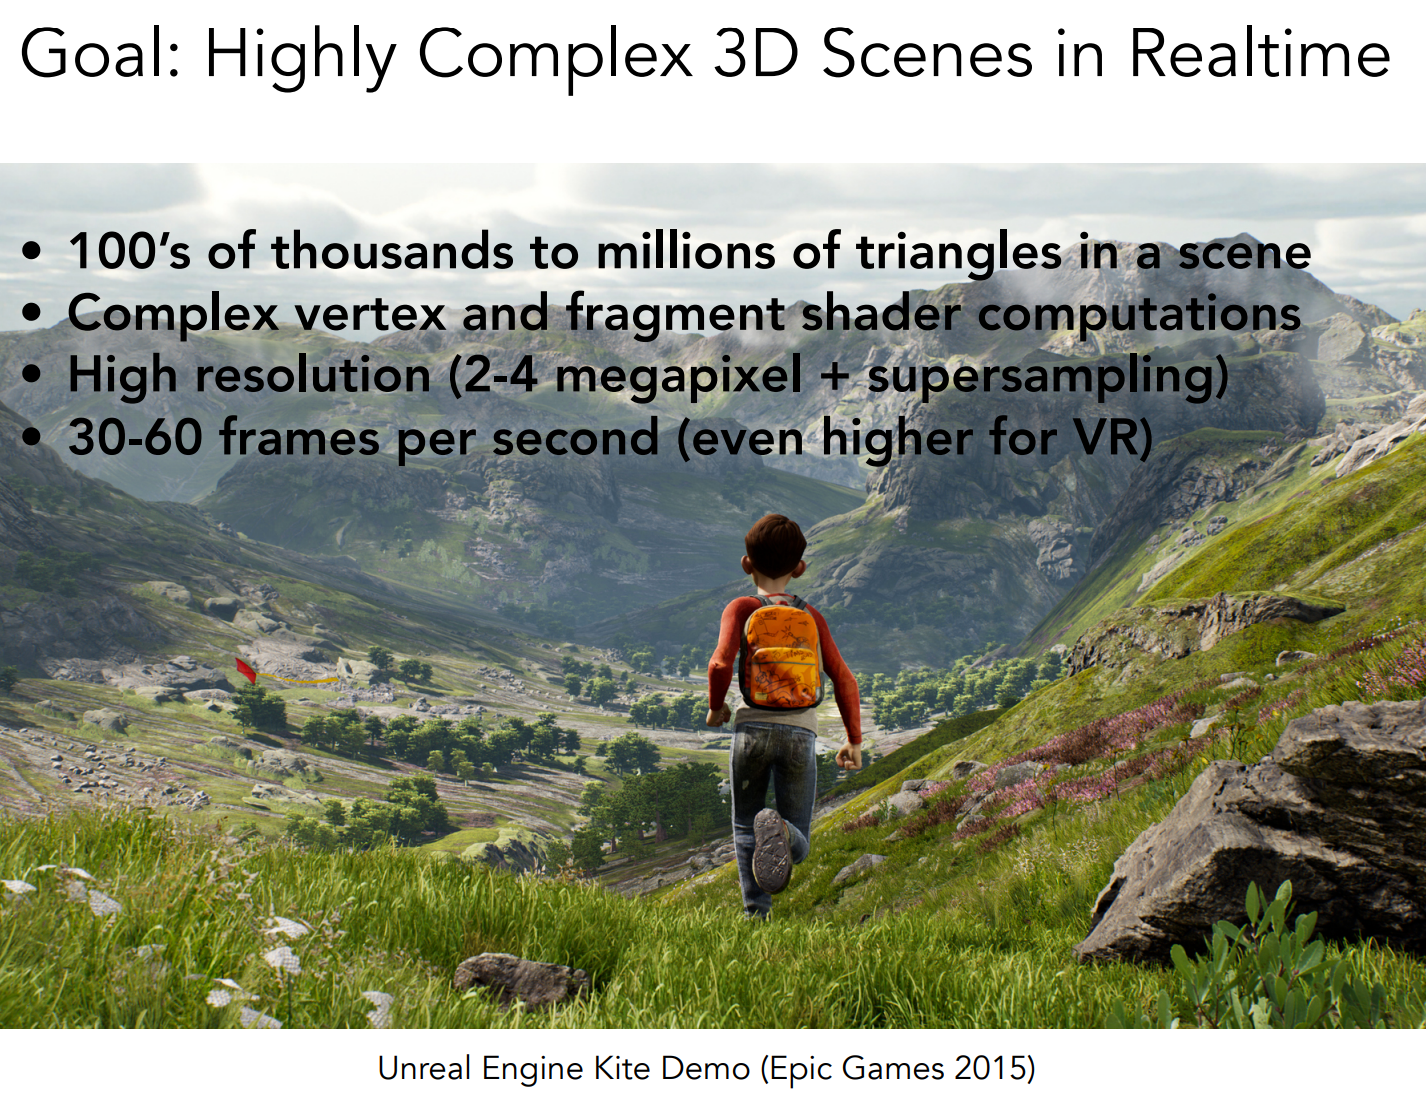 Goal: Highly Complex 3D Scenes in Realtime
• 100’s of thousands to millions of triangles in a scene
• Complex vertex and fragment shader computations
• High resolution (2-4 megapixel + supersampling)
• 30-60 frames per second (even higher for VR)
Unreal Engine Kite Demo (Epic Games 2015)